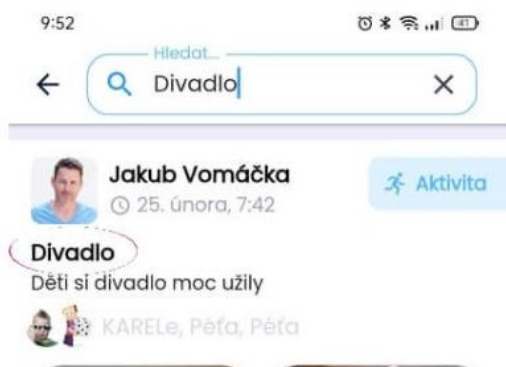 9:52
41
Hledat...
Divadlo
Jakub Vomáčka
25. února, 7:42
Aktivita
Divadlo
Děti si divadlo moc užily
KARELe, Péťa, Péťa